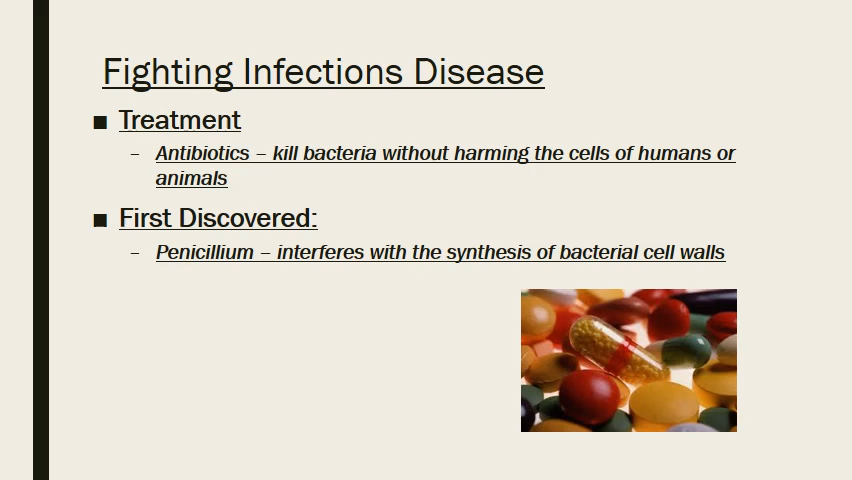 Fighting Infections Disease
■ Treatment
– Antibiotics – kill bacteria without harming the cells of humans or
animals
■ First Discovered:
– Penicillium – interferes with the synthesis of bacterial cell walls